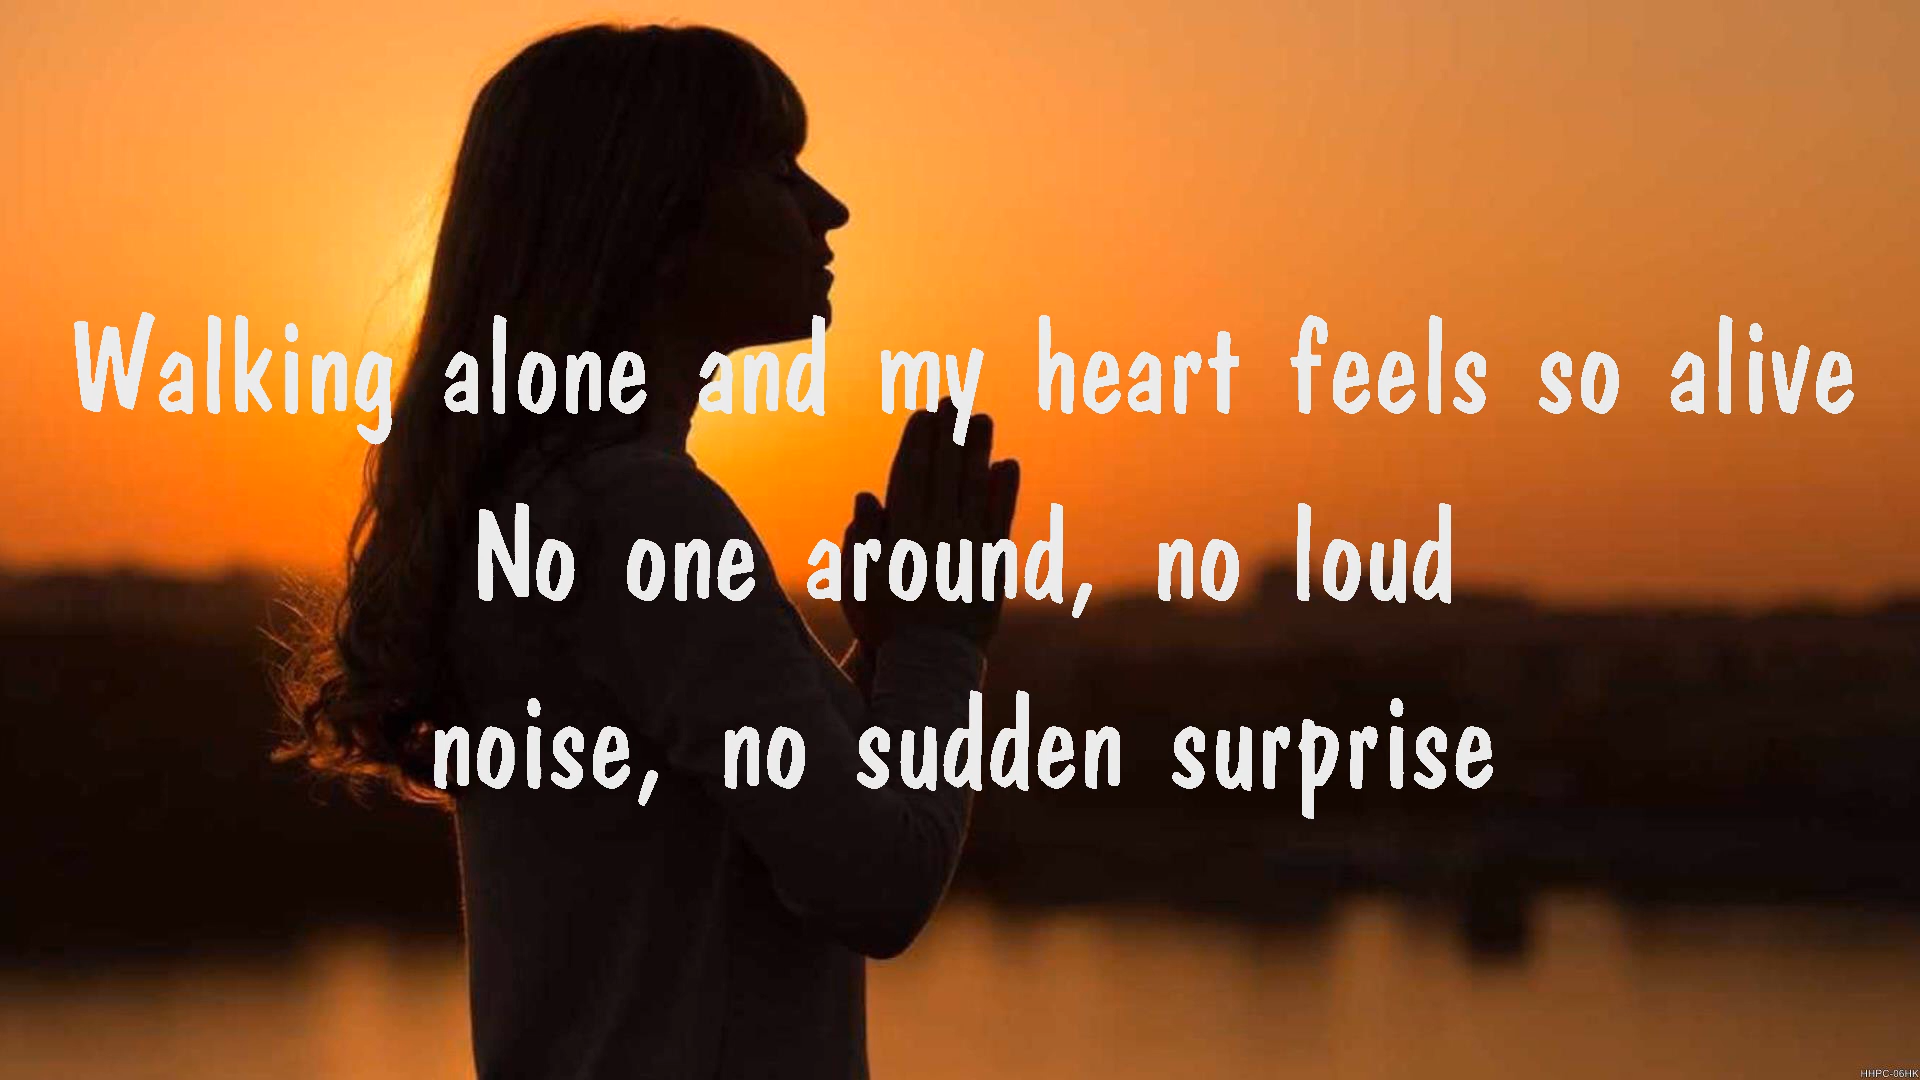 Walking alone and my heart feels so alive
No one around, no loud
noise, no sudden surprise
HHPC-06HK